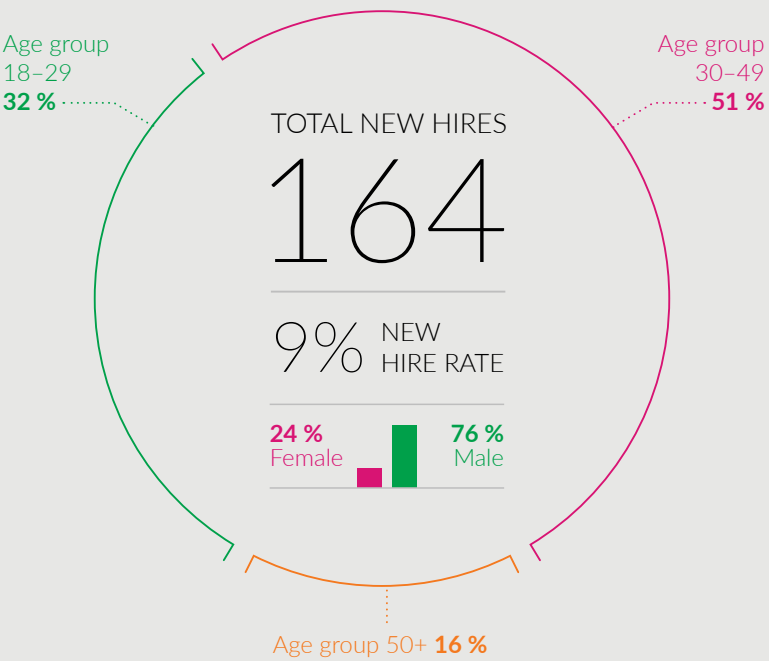 Age group
18–29
32 %
Age group
30–49
51 %
TOTAL NEW HIRES
164
9% NEW
HIRE RATE
24 %
Female
76 %
Male
Age group 50+ 16 %